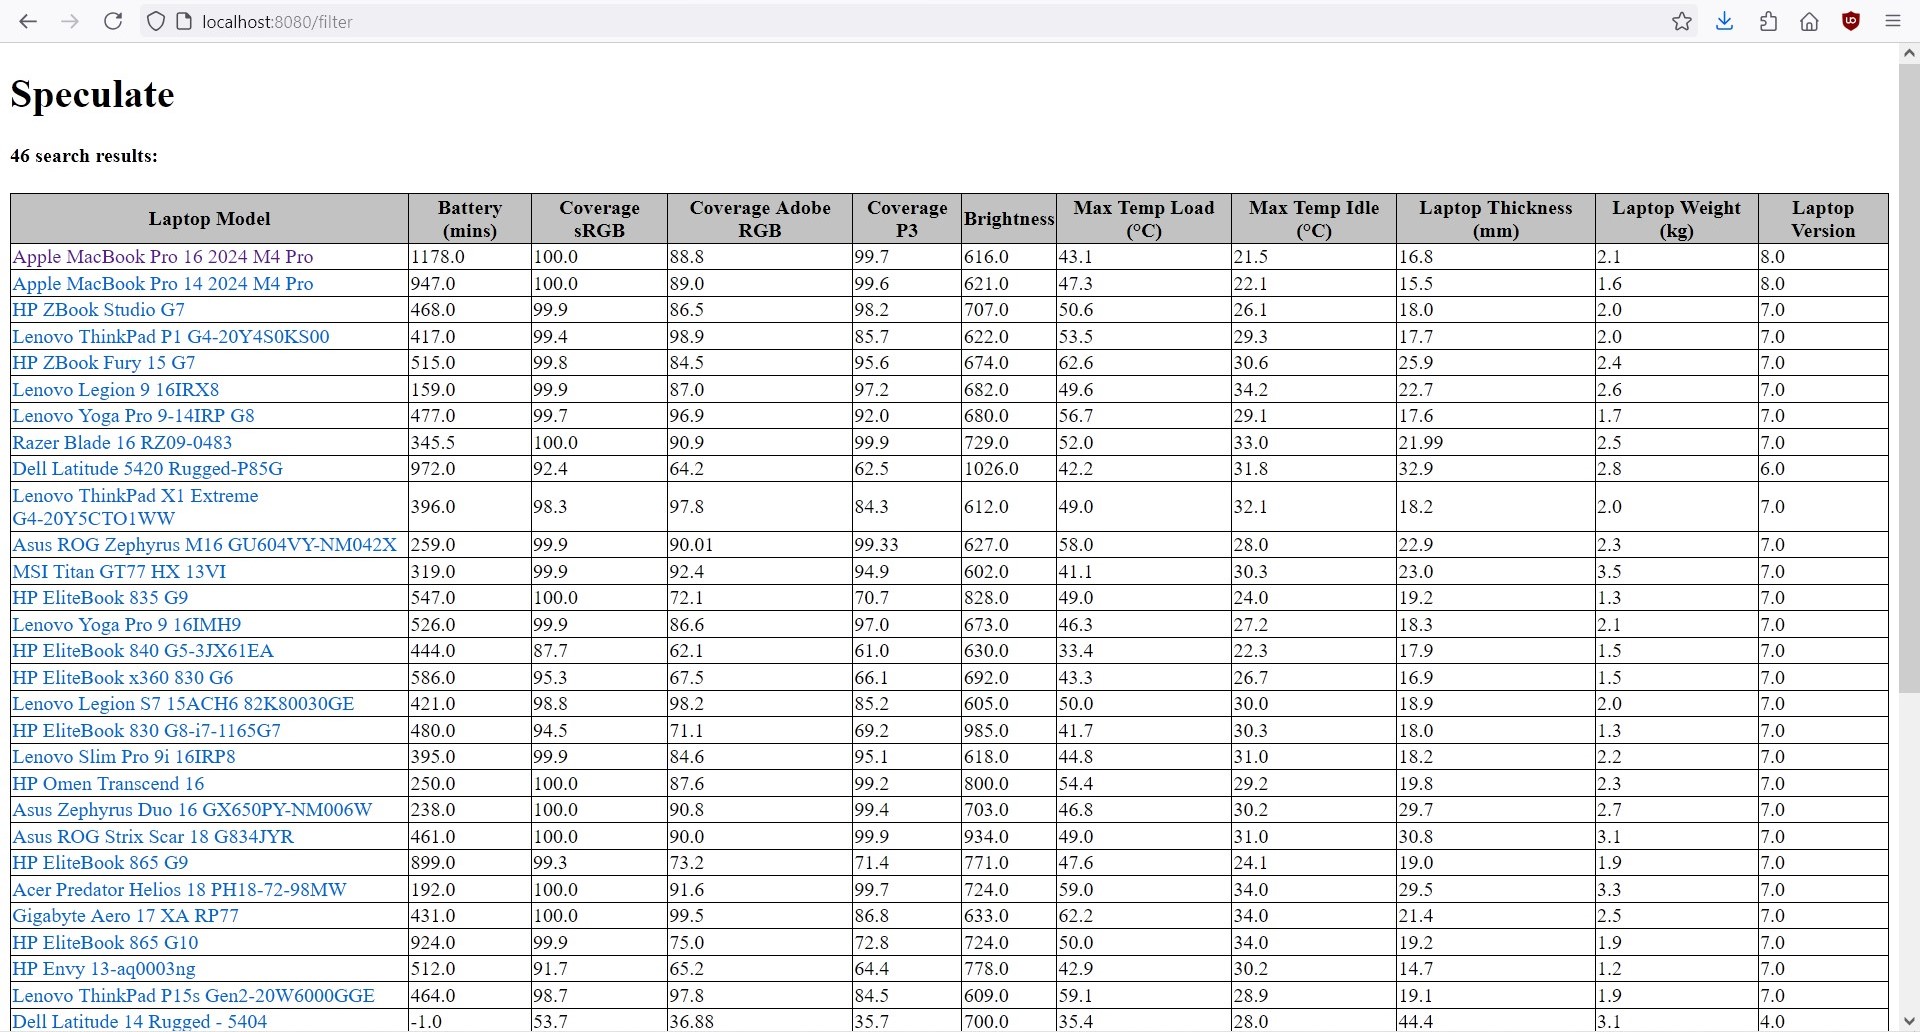 localhost:8080/filter
Speculate
46 search results:
Laptop Model Battery (mins) Coverage sRGB Coverage Adobe RGB Coverage P3 Brightness Max Temp Load (°C) Max Temp Idle (°C) Laptop Thickness (mm) Laptop Weight (kg) Laptop Version
Apple MacBook Pro 16 2024 M4 Pro 1178.0 100.0 88.8 99.7 616.0 43.1 21.5 16.8 2.1 8.0
Apple MacBook Pro 14 2024 M4 Pro 947.0 100.0 89.0 99.6 621.0 47.3 22.1 15.5 1.6 8.0
HP ZBook Studio G7 468.0 99.9 86.5 98.2 707.0 50.6 26.1 18.0 2.0 7.0
Lenovo ThinkPad P1 G4-20Y4S0KS00 417.0 99.4 98.9 85.7 622.0 53.5 29.3 17.7 2.0 7.0
HP ZBook Fury 15 G7 515.0 99.8 84.5 95.6 674.0 62.6 30.6 25.9 2.4 7.0
Lenovo Legion 9 16IRX8 159.0 99.9 87.0 97.2 682.0 49.6 34.2 22.7 2.6 7.0
Lenovo Yoga Pro 9-14IRP G8 477.0 99.7 96.9 92.0 680.0 56.7 29.1 17.6 1.7 7.0
Razer Blade 16 RZ09-0483 345.5 100.0 90.9 99.9 729.0 52.0 33.0 21.99 2.5 7.0
Dell Latitude 5420 Rugged-P85G 972.0 92.4 64.2 62.5 1026.0 42.2 31.8 32.9 2.8 6.0
Lenovo ThinkPad X1 Extreme
G4-20Y5CTO1WW 396.0 98.3 97.8 84.3 612.0 49.0 32.1 18.2 2.0 7.0
Asus ROG Zephyrus M16 GU604VY-NM042X 259.0 99.9 90.01 99.33 627.0 58.0 28.0 22.9 2.3 7.0
MSI Titan GT77 HX 13VI 319.0 99.9 92.4 94.9 602.0 41.1 30.3 23.0 3.5 7.0
HP EliteBook 835 G9 547.0 100.0 72.1 70.7 828.0 49.0 24.0 19.2 1.3 7.0
Lenovo Yoga Pro 9 16IMH9 526.0 99.9 86.6 97.0 673.0 46.3 27.2 18.3 2.1 7.0
HP EliteBook 840 G5-3JX61EA 444.0 87.7 62.1 61.0 630.0 33.4 22.3 17.9 1.5 7.0
HP EliteBook x360 830 G6 586.0 95.3 67.5 66.1 692.0 43.3 26.7 16.9 1.5 7.0
Lenovo Legion S7 15ACH6 82K80030GE 421.0 98.8 98.2 85.2 605.0 50.0 30.0 18.9 2.0 7.0
HP EliteBook 830 G8-i7-1165G7 480.0 94.5 71.1 69.2 985.0 41.7 30.3 18.0 1.3 7.0
Lenovo Slim Pro 9i 16IRP8 395.0 99.9 84.6 95.1 618.0 44.8 31.0 18.2 2.2 7.0
HP Omen Transcend 16 250.0 100.0 87.6 99.2 800.0 54.4 29.2 19.8 2.3 7.0
Asus Zephyrus Duo 16 GX650PY-NM006W 238.0 100.0 90.8 99.4 703.0 46.8 30.2 29.7 2.7 7.0
Asus ROG Strix Scar 18 G834JYR 461.0 100.0 90.0 99.9 934.0 49.0 31.0 30.8 3.1 7.0
HP EliteBook 865 G9 899.0 99.3 73.2 71.4 771.0 47.6 24.1 19.0 1.9 7.0
Acer Predator Helios 18 PH18-72-98MW 192.0 100.0 91.6 99.7 724.0 59.0 34.0 29.5 3.3 7.0
Gigabyte Aero 17 XA RP77 431.0 100.0 99.5 86.8 633.0 62.2 34.0 21.4 2.5 7.0
HP EliteBook 865 G10 924.0 99.9 75.0 72.8 724.0 50.0 34.0 19.2 1.9 7.0
HP Envy 13-aq0003ng 512.0 91.7 65.2 64.4 778.0 42.9 30.2 14.7 1.2 7.0
Lenovo ThinkPad P15s Gen2-20W6000GGE 464.0 98.7 97.8 84.5 609.0 59.1 28.9 19.1 1.9 7.0
Dell Latitude 14 Rugged - 5404 -1.0 53.7 36.88 35.7 700.0 35.4 28.0 44.4 3.1 4.0